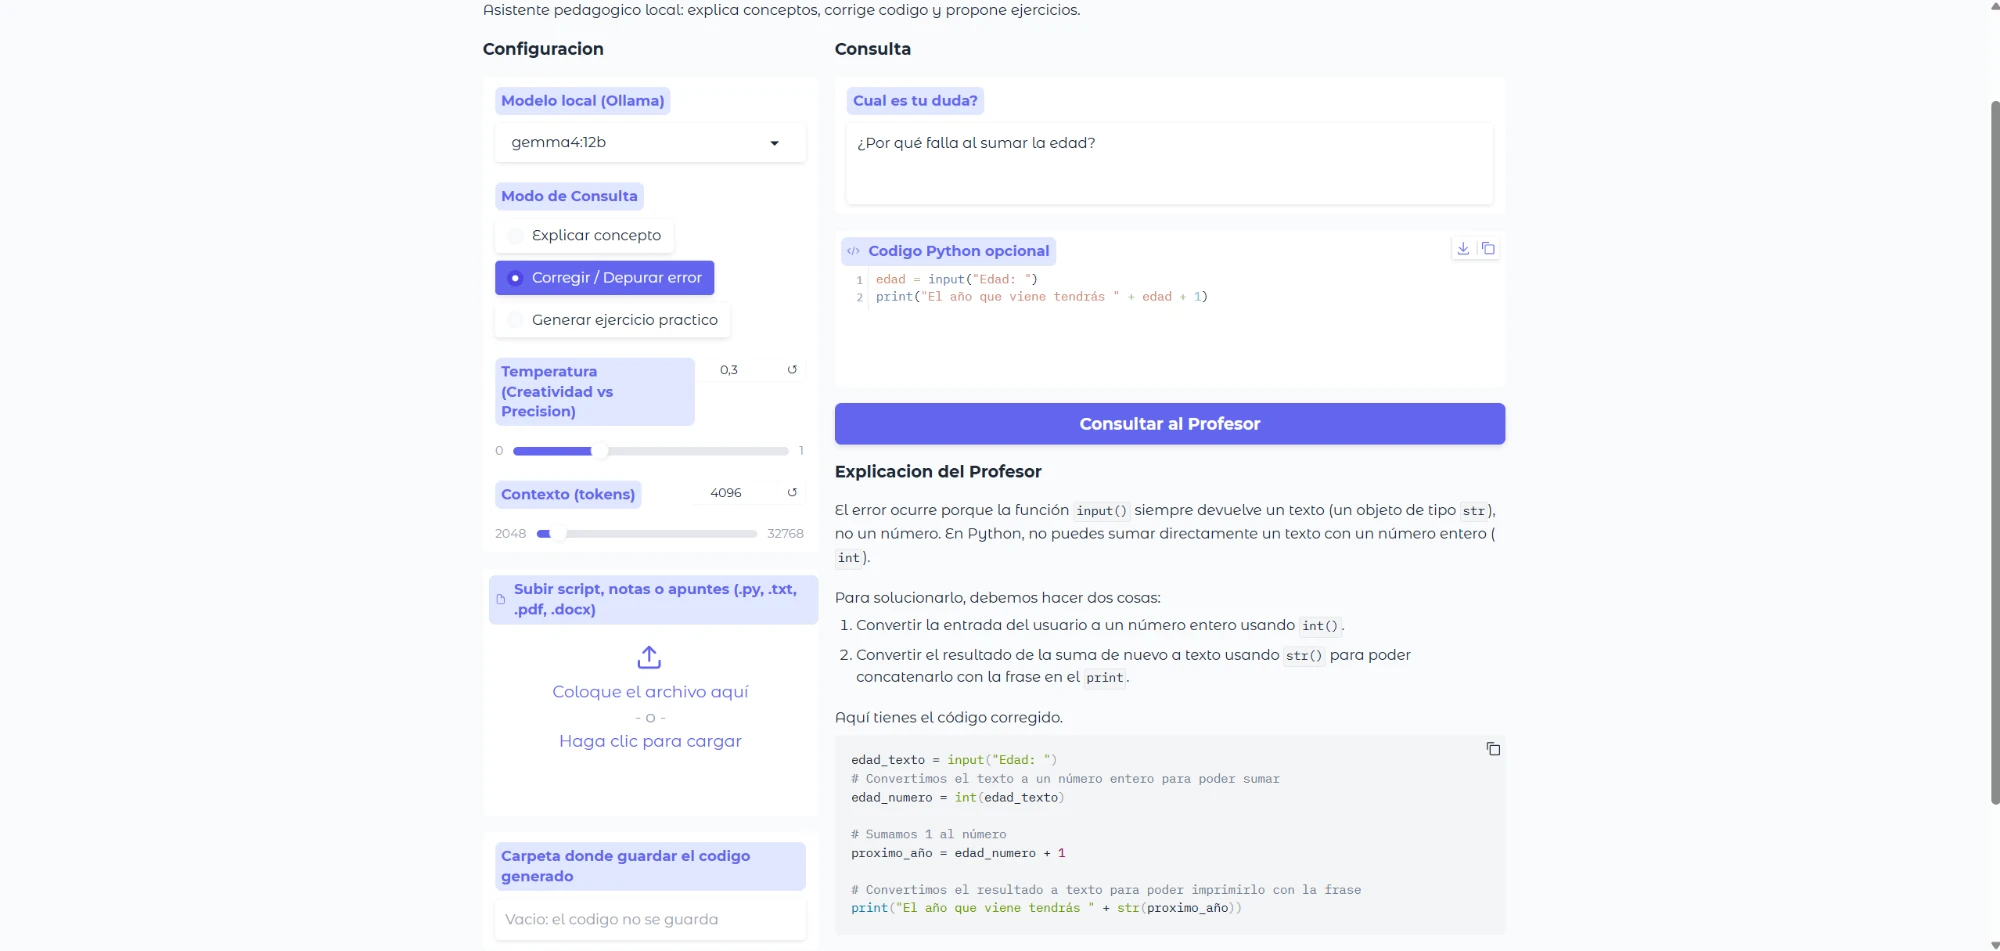 Asistente pedagogico local: explica conceptos, corrige codigo y propone ejercicios.
Configuracion
Modelo local (Ollama)
gemma4:12b
Modo de Consulta
Explicar concepto
Corregir / Depurar error
Generar ejercicio practico
Temperatura
(Creatividad vs
Precision)
0,3
↺
0
1
Contexto (tokens)
4096
↺
2048
32768
Subir script, notas o apuntes (.py, .txt,
.pdf, .docx)
Coloque el archivo aquí
- o -
Haga clic para cargar
Carpeta donde guardar el codigo
generado
Vacio: el codigo no se guarda
Consulta
Cual es tu duda?
¿Por qué falla al sumar la edad?
Codigo Python opcional
1 edad = input("Edad: ")
2 print("El año que viene tendrás " + edad + 1)
Consultar al Profesor
Explicacion del Profesor
El error ocurre porque la función input() siempre devuelve un texto (un objeto de tipo str),
no un número. En Python, no puedes sumar directamente un texto con un número entero (
int).
Para solucionarlo, debemos hacer dos cosas:
1. Convertir la entrada del usuario a un número entero usando int().
2. Convertir el resultado de la suma de nuevo a texto usando str() para poder
concatenarlo con la frase en el print.
Aquí tienes el código corregido.
edad_texto = input("Edad: ")
# Convertimos el texto a un número entero para poder sumar
edad_numero = int(edad_texto)
# Sumamos 1 al número
proximo_año = edad_numero + 1
# Convertimos el resultado a texto para poder imprimirlo con la frase
print("El año que viene tendrás " + str(proximo_año))